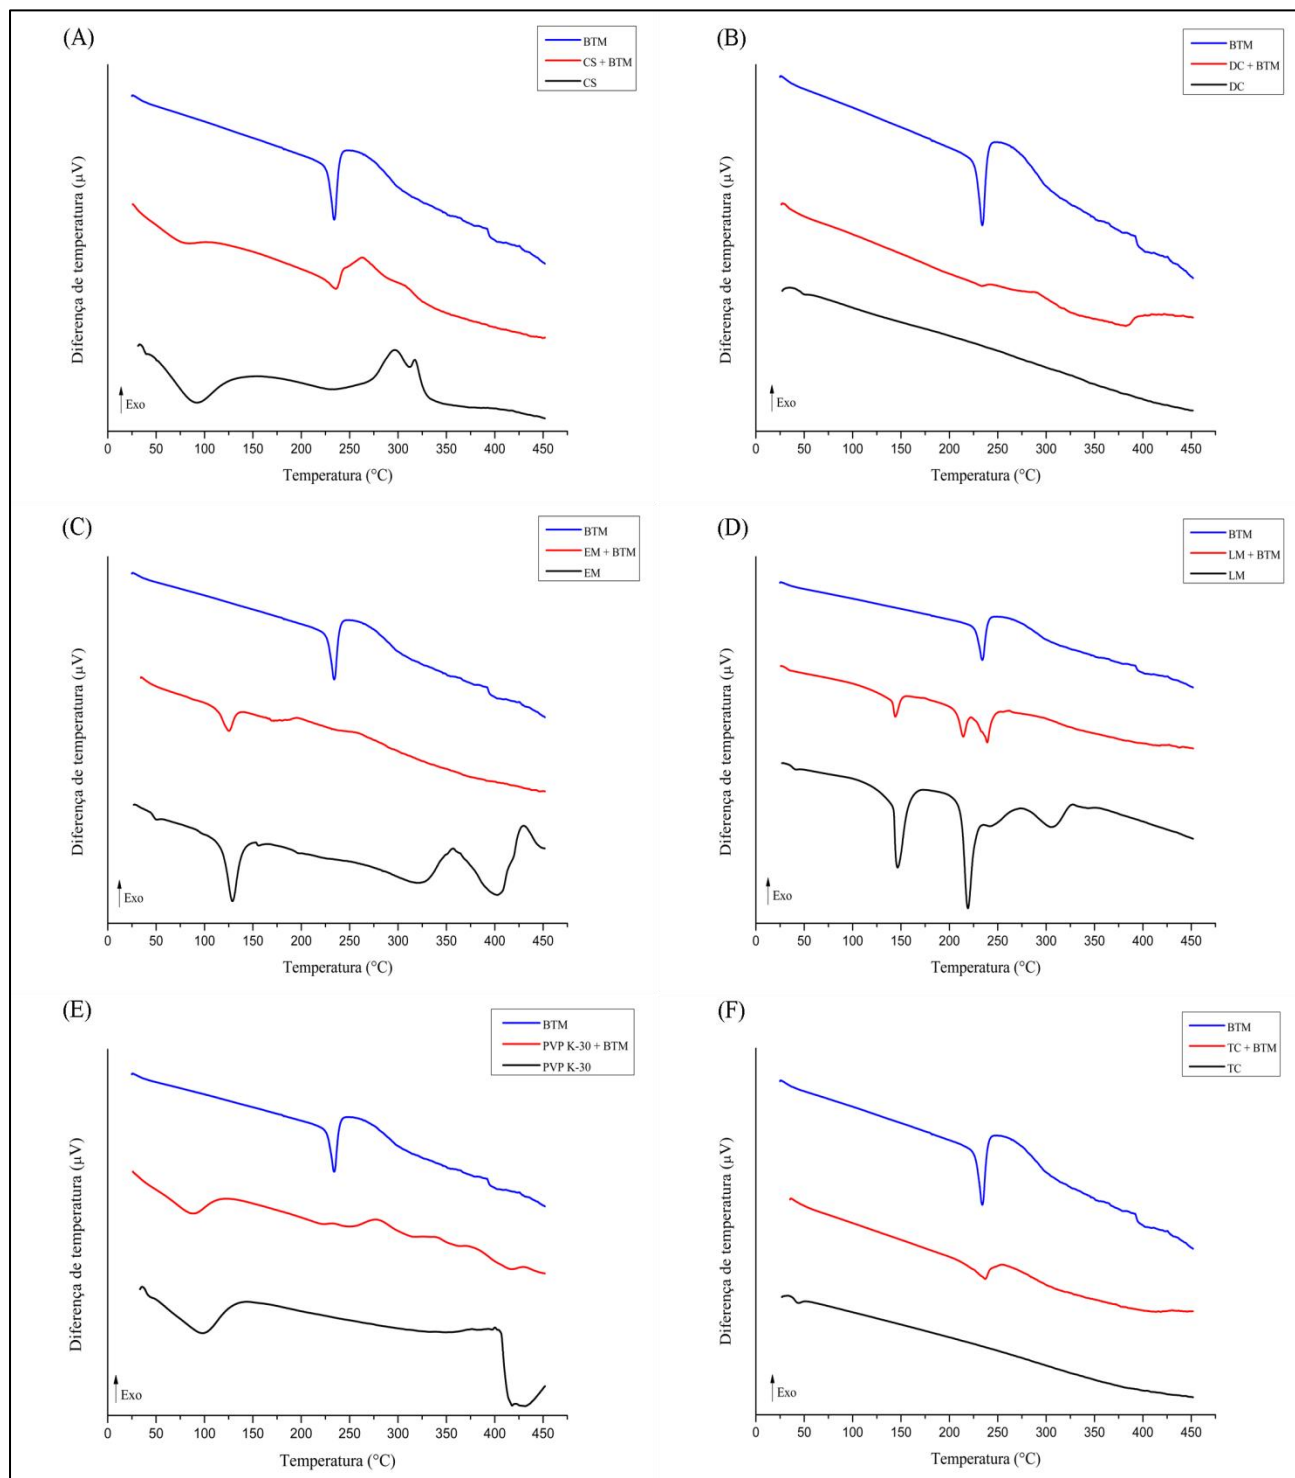 (A)
BTM
CS + BTM
CS
Diferença de temperatura (µV)
Exo
0 50 100 150 200 250 300 350 400 450
Temperatura (°C)
(B)
BTM
DC + BTM
DC
Diferença de temperatura (µV)
Exo
0 50 100 150 200 250 300 350 400 450
Temperatura (°C)
(C)
BTM
EM + BTM
EM
Diferença de temperatura (µV)
Exo
0 50 100 150 200 250 300 350 400 450
Temperatura (°C)
(D)
BTM
LM + BTM
LM
Diferença de temperatura (µV)
Exo
0 50 100 150 200 250 300 350 400 450
Temperatura (°C)
(E)
BTM
PVP K-30 + BTM
PVP K-30
Diferença de temperatura (µV)
Exo
0 50 100 150 200 250 300 350 400 450
Temperatura (°C)
(F)
BTM
TC + BTM
TC
Diferença de temperatura (µV)
Exo
0 50 100 150 200 250 300 350 400 450
Temperatura (°C)